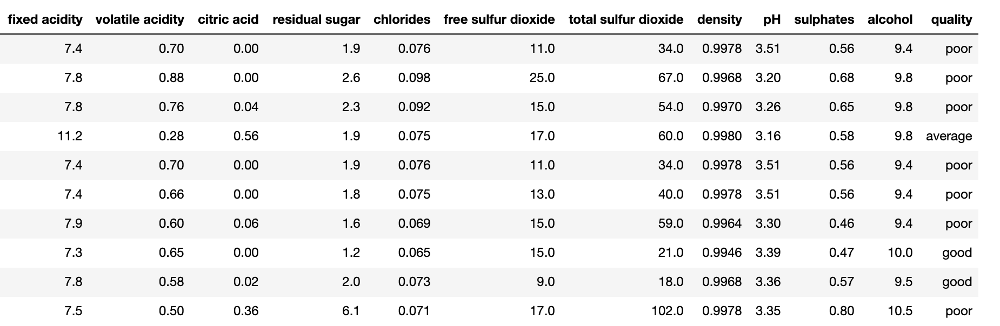 fixed acidity volatile acidity citric acid residual sugar chlorides free sulfur dioxide total sulfur dioxide density pH sulphates alcohol quality
7.4 0.70 0.00 1.9 0.076 11.0 34.0 0.9978 3.51 0.56 9.4 poor
7.8 0.88 0.00 2.6 0.098 25.0 67.0 0.9968 3.20 0.68 9.8 poor
7.8 0.76 0.04 2.3 0.092 15.0 54.0 0.9970 3.26 0.65 9.8 poor
11.2 0.28 0.56 1.9 0.075 17.0 60.0 0.9980 3.16 0.58 9.8 average
7.4 0.70 0.00 1.9 0.076 11.0 34.0 0.9978 3.51 0.56 9.4 poor
7.4 0.66 0.00 1.8 0.075 13.0 40.0 0.9978 3.51 0.56 9.4 poor
7.9 0.60 0.06 1.6 0.069 15.0 59.0 0.9964 3.30 0.46 9.4 poor
7.3 0.65 0.00 1.2 0.065 15.0 21.0 0.9946 3.39 0.47 10.0 good
7.8 0.58 0.02 2.0 0.073 9.0 18.0 0.9968 3.36 0.57 9.5 good
7.5 0.50 0.36 6.1 0.071 17.0 102.0 0.9978 3.35 0.80 10.5 poor